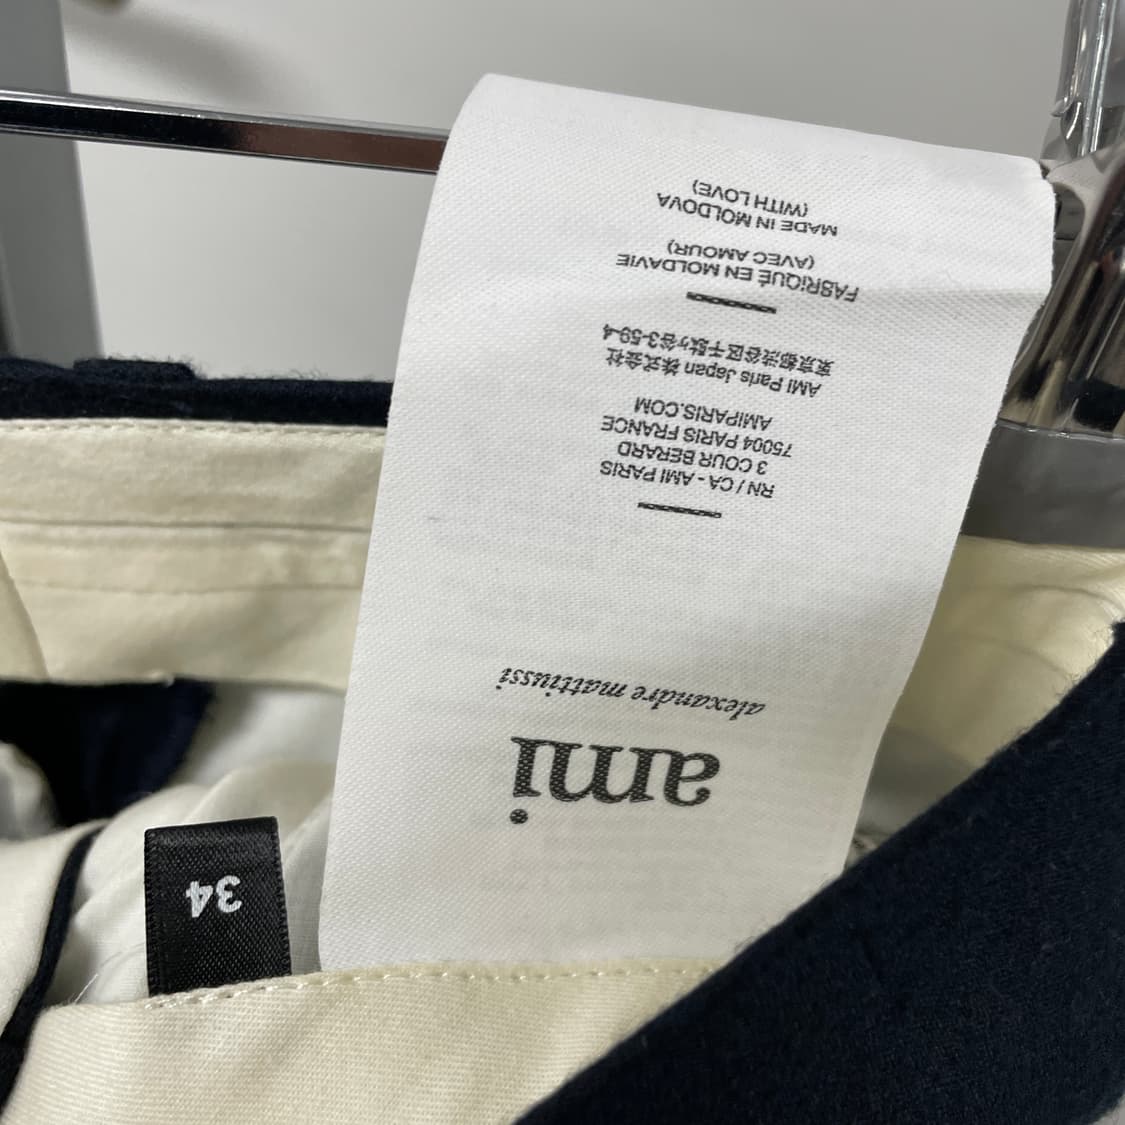 ami
alexandre mattiussi
RN / CA - AMI PARIS
3 COUR BERARD
75004 PARIS FRANCE
AMIPARIS.COM
AMI Paris Japan 株式会社
東京都渋谷区千駄ヶ谷3-59-4
FABRIQUÉ EN MOLDAVIE
(AVEC AMOUR)
MADE IN MOLDOVA
(WITH LOVE)
34